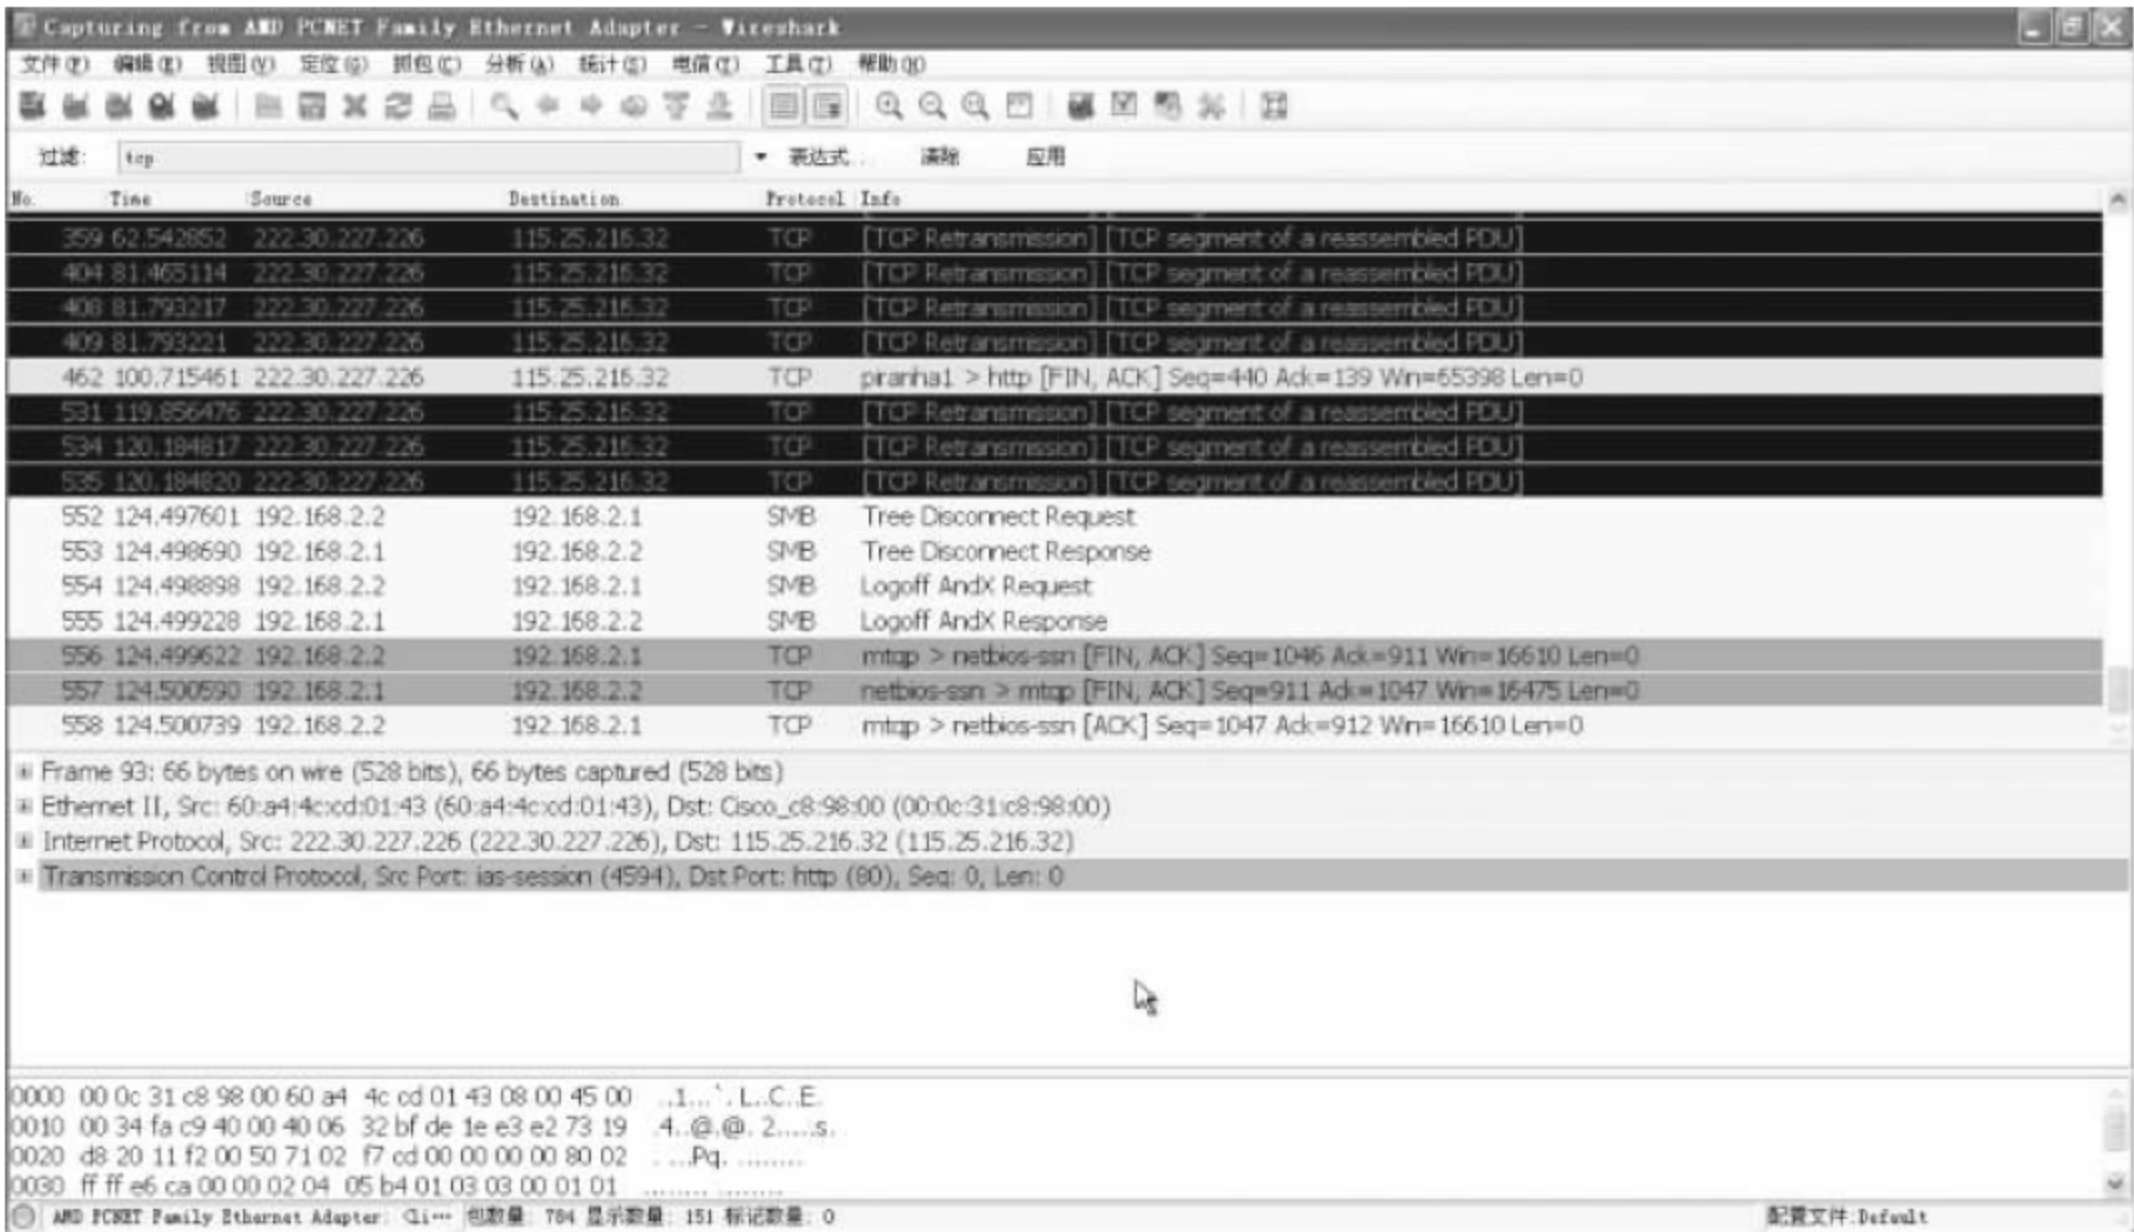 Capturing from AMD PCNET Family Ethernet Adapter - Wireshark
文件(F) 编辑(E) 视图(V) 定位(G) 抓包(C) 分析(A) 统计(S) 电信(T) 工具(T) 帮助(H)
过滤: tcp 表达式... 清除 应用
No. Time Source Destination Protocol Info
359 62.542852 222.30.227.226 115.25.216.32 TCP [TCP Retransmission] [TCP segment of a reassembled PDU]
404 81.465114 222.30.227.226 115.25.216.32 TCP [TCP Retransmission] [TCP segment of a reassembled PDU]
408 81.793217 222.30.227.226 115.25.216.32 TCP [TCP Retransmission] [TCP segment of a reassembled PDU]
409 81.793221 222.30.227.226 115.25.216.32 TCP [TCP Retransmission] [TCP segment of a reassembled PDU]
462 100.715461 222.30.227.226 115.25.216.32 TCP piranha1 > http [FIN, ACK] Seq=440 Ack=139 Win=65398 Len=0
531 119.856476 222.30.227.226 115.25.216.32 TCP [TCP Retransmission] [TCP segment of a reassembled PDU]
534 120.184817 222.30.227.226 115.25.216.32 TCP [TCP Retransmission] [TCP segment of a reassembled PDU]
535 120.184820 222.30.227.226 115.25.216.32 TCP [TCP Retransmission] [TCP segment of a reassembled PDU]
552 124.497601 192.168.2.2 192.168.2.1 SMB Tree Disconnect Request
553 124.498690 192.168.2.1 192.168.2.2 SMB Tree Disconnect Response
554 124.498898 192.168.2.2 192.168.2.1 SMB Logoff AndX Request
555 124.499228 192.168.2.1 192.168.2.2 SMB Logoff AndX Response
556 124.499622 192.168.2.2 192.168.2.1 TCP mtqp > netbios-ssn [FIN, ACK] Seq=1046 Ack=911 Win=16610 Len=0
557 124.500590 192.168.2.1 192.168.2.2 TCP netbios-ssn > mtqp [FIN, ACK] Seq=911 Ack=1047 Win=16475 Len=0
558 124.500739 192.168.2.2 192.168.2.1 TCP mtqp > netbios-ssn [ACK] Seq=1047 Ack=912 Win=16610 Len=0
Frame 93: 66 bytes on wire (528 bits), 66 bytes captured (528 bits)
Ethernet II, Src: 60:a4:4c:cd:01:43 (60:a4:4c:cd:01:43), Dst: Cisco_c8:98:00 (00:0c:31:c8:98:00)
Internet Protocol, Src: 222.30.227.226 (222.30.227.226), Dst: 115.25.216.32 (115.25.216.32)
Transmission Control Protocol, Src Port: ias-session (4594), Dst Port: http (80), Seq: 0, Len: 0
0000 00 0c 31 c8 98 00 60 a4 4c cd 01 43 08 00 45 00 ..1...`. L..C..E.
0010 00 34 fa c9 40 00 40 06 32 bf de 1e e3 e2 73 19 .4..@.@. 2.....s.
0020 d8 20 11 f2 00 50 71 02 f7 cd 00 00 00 00 80 02 . ...Pq. ........
0030 ff ff e6 ca 00 00 02 04 05 b4 01 03 03 00 01 01 ........ ........
AMD PCNET Family Ethernet Adapter: <li··· 包数量: 784 显示数量: 151 标记数量: 0 配置文件:Default